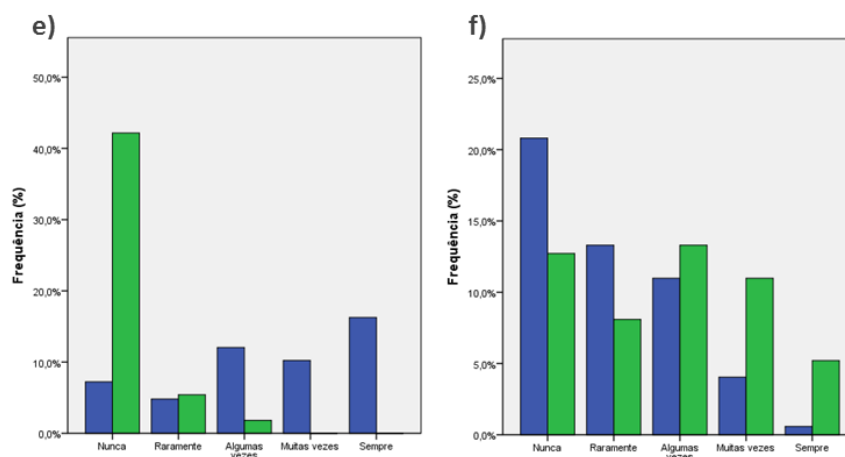 e)
Frequência (%)
50,0%
40,0%
30,0%
20,0%
10,0%
0,0%
Nunca
Raramente
Algumas
vezes
Muitas vezes
Sempre
f)
Frequência (%)
25,0%
20,0%
15,0%
10,0%
5,0%
0,0%
Nunca
Raramente
Algumas
vezes
Muitas vezes
Sempre